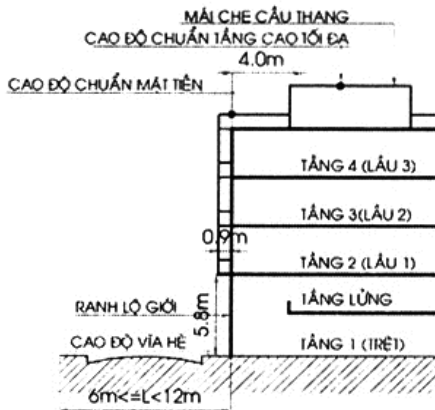 MÁI CHE CẦU THANG
CAO ĐỘ CHUẨN TẦNG CAO TỐI ĐA
4.0m
CAO ĐỘ CHUẨN MẶT TIỀN
TẦNG 4 (LẦU 3)
TẦNG 3(LẦU 2)
0.9m
TẦNG 2 (LẦU 1)
TẦNG LỬNG
RANH LỘ GIỚI
5.8m
CAO ĐỘ VỈA HÈ
TẦNG 1 (TRỆT)
6m<=L<12m